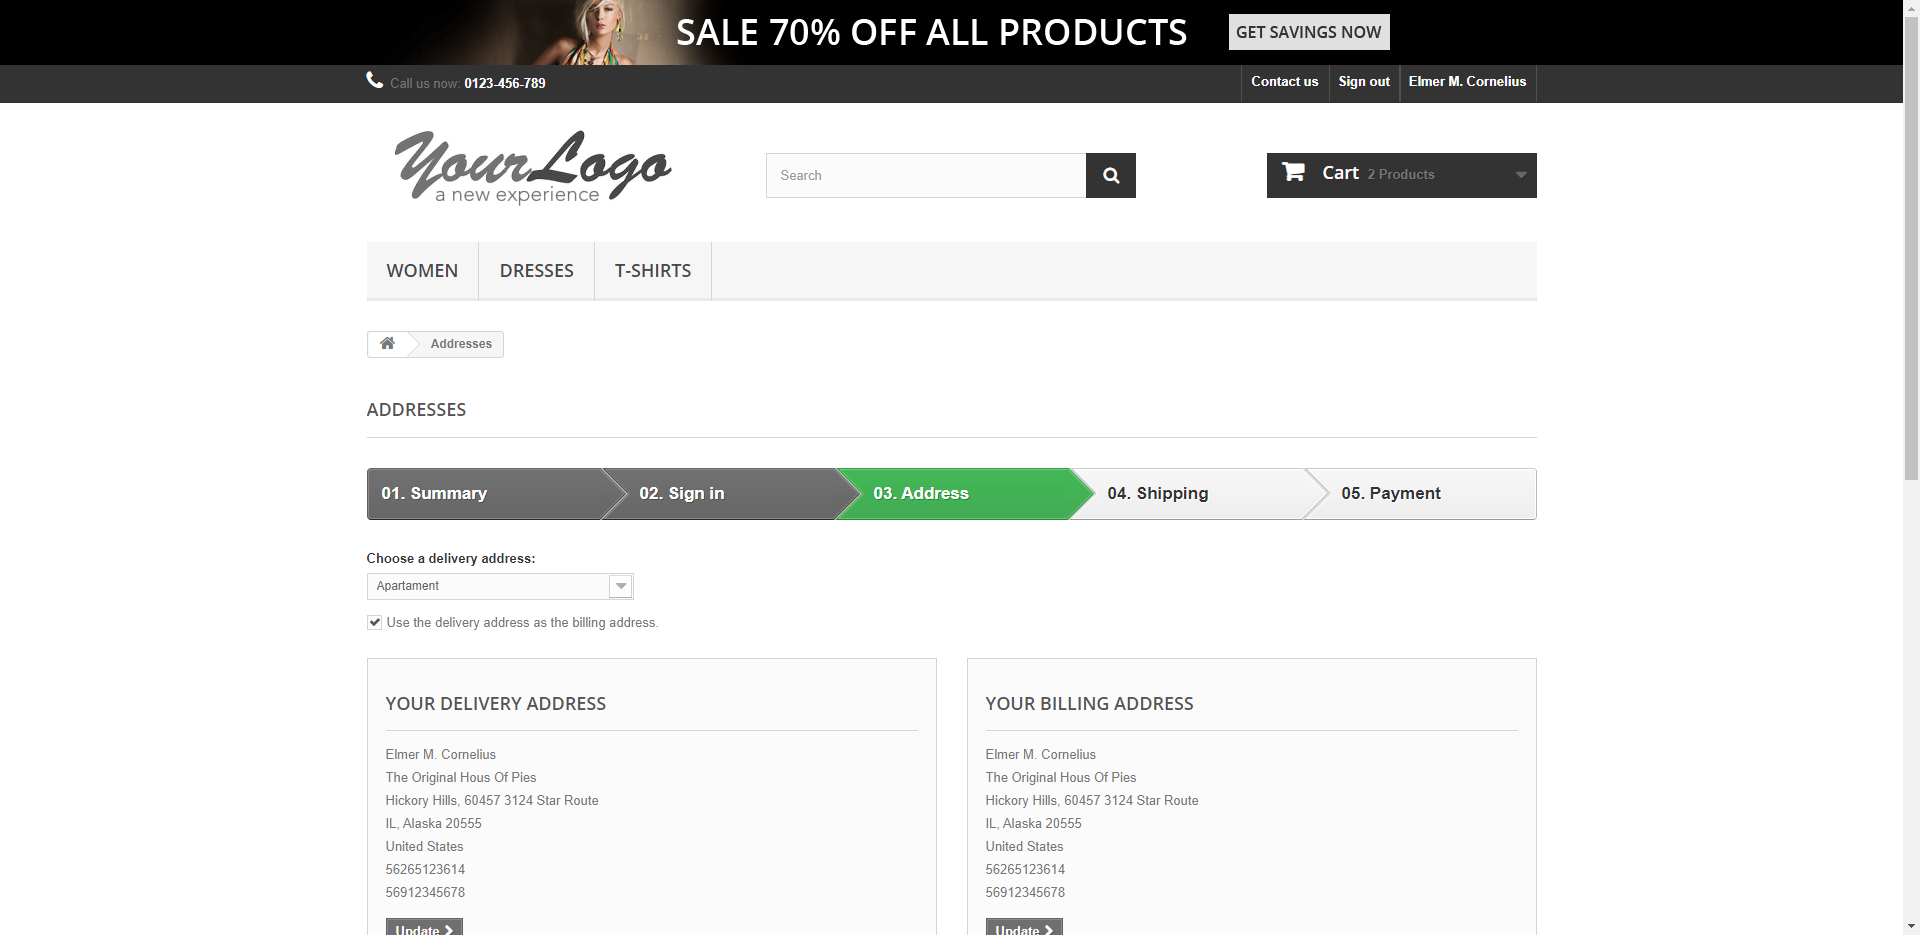 SALE 70% OFF ALL PRODUCTS GET SAVINGS NOW
Call us now: 0123-456-789 Contact us Sign out Elmer M. Cornelius
Your Logo
a new experience
Search
Cart 2 Products
WOMEN DRESSES T-SHIRTS
Addresses
ADDRESSES
01. Summary 02. Sign in 03. Address 04. Shipping 05. Payment
Choose a delivery address:
Apartament
Use the delivery address as the billing address.
YOUR DELIVERY ADDRESS
Elmer M. Cornelius
The Original Hous Of Pies
Hickory Hills, 60457 3124 Star Route
IL, Alaska 20555
United States
56265123614
56912345678
Update
YOUR BILLING ADDRESS
Elmer M. Cornelius
The Original Hous Of Pies
Hickory Hills, 60457 3124 Star Route
IL, Alaska 20555
United States
56265123614
56912345678
Update